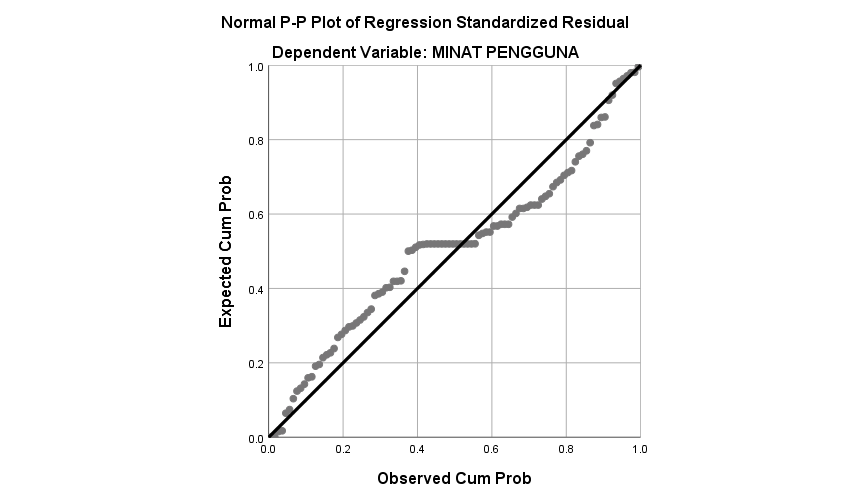 Normal P-P Plot of Regression Standardized Residual
Dependent Variable: MINAT PENGGUNA
1.0
0.8
0.6
0.4
0.2
0.0
Expected Cum Prob
0.0 0.2 0.4 0.6 0.8 1.0
Observed Cum Prob